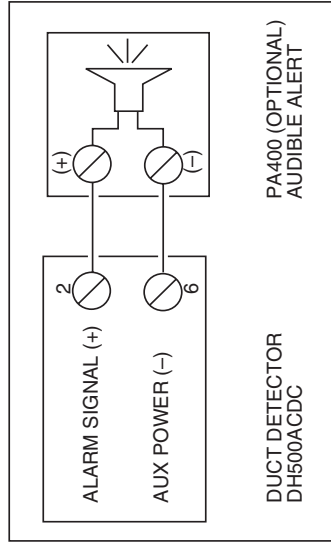 ALARM SIGNAL (+)
2
(+)
AUX POWER (–)
6
(–)
DUCT DETECTOR
DH500ACDC
PA400 (OPTIONAL)
AUDIBLE ALERT